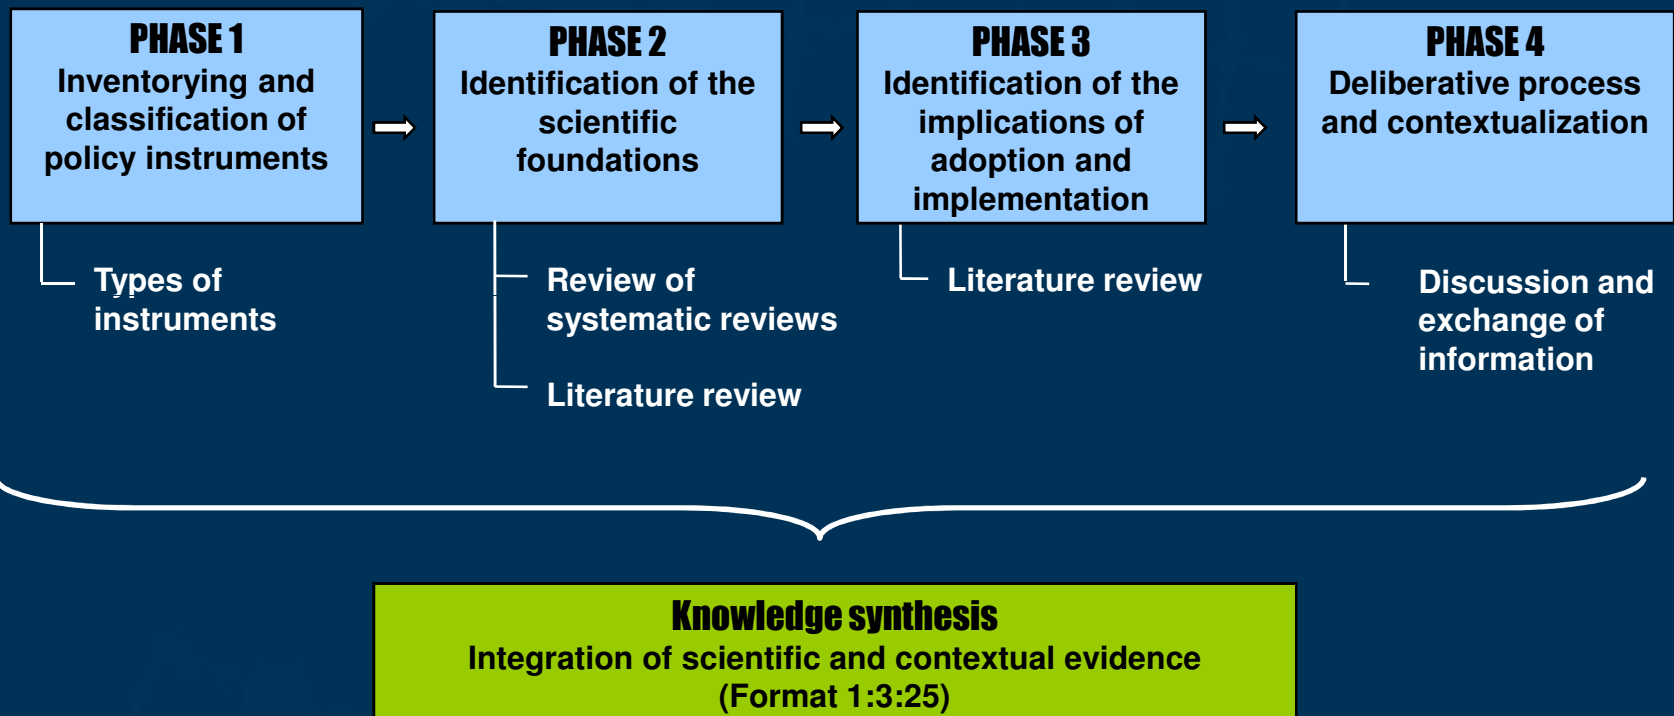 PHASE 1
Inventorying and
classification of
policy instruments
PHASE 2
Identification of the
scientific
foundations
PHASE 3
Identification of the
implications of
adoption and
implementation
PHASE 4
Deliberative process
and contextualization
Types of
instruments
Review of
systematic reviews
Literature review
Literature review
Discussion and
exchange of
information
Knowledge synthesis
Integration of scientific and contextual evidence
(Format 1:3:25)